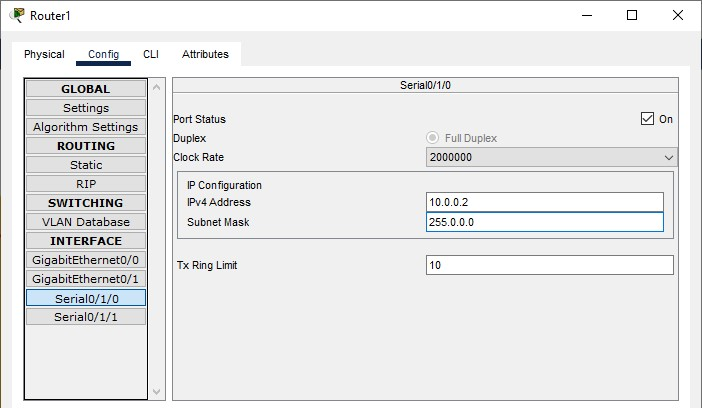 Router1
Physical Config CLI Attributes
GLOBAL
Settings
Algorithm Settings
ROUTING
Static
RIP
SWITCHING
VLAN Database
INTERFACE
GigabitEthernet0/0
GigabitEthernet0/1
Serial0/1/0
Serial0/1/1
Serial0/1/0
Port Status On
Duplex Full Duplex
Clock Rate 2000000
IP Configuration
IPv4 Address 10.0.0.2
Subnet Mask 255.0.0.0
Tx Ring Limit 10